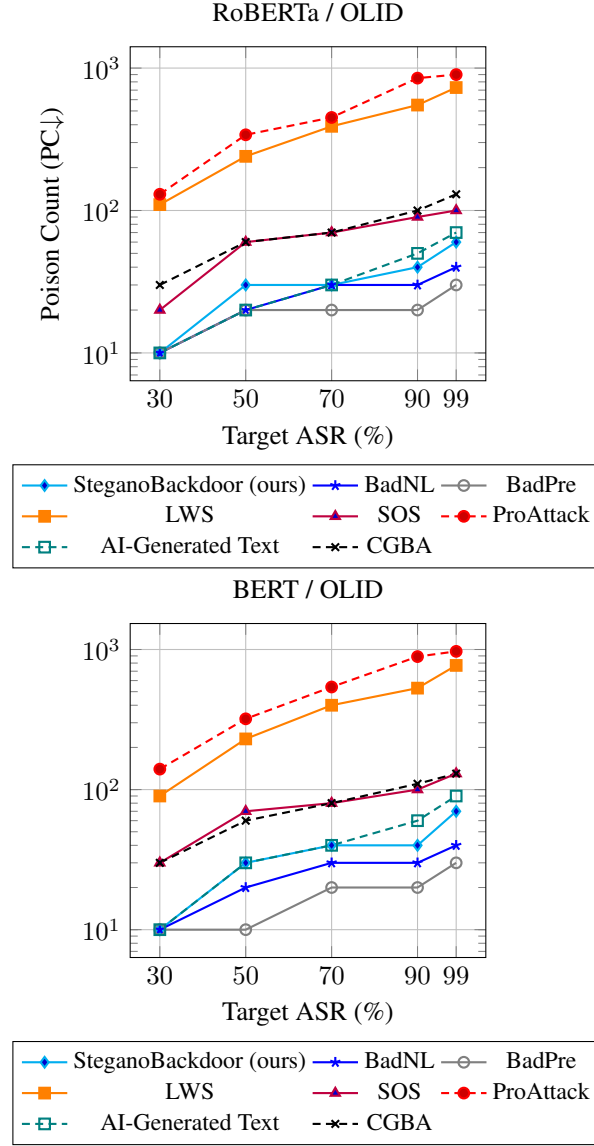 RoBERTa / OLID
10³
10²
10¹
Poison Count (PC↓)
30 50 70 90 99
Target ASR (%)
SteganoBackdoor (ours) BadNL BadPre
LWS SOS ProAttack
AI-Generated Text CGBA
BERT / OLID
10³
10²
10¹
30 50 70 90 99
Target ASR (%)
SteganoBackdoor (ours) BadNL BadPre
LWS SOS ProAttack
AI-Generated Text CGBA